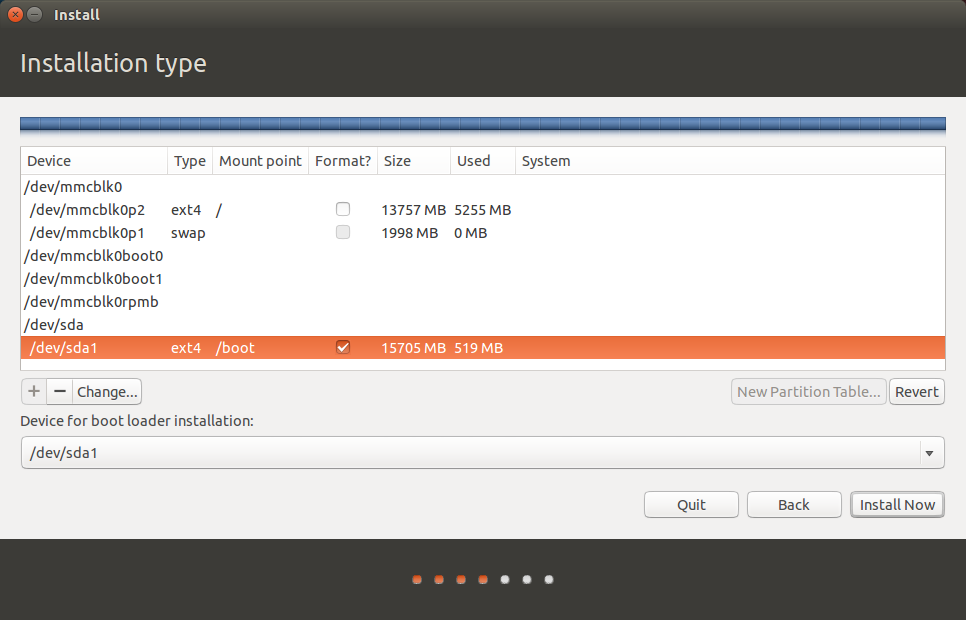 Install
Installation type
Device Type Mount point Format? Size Used System
/dev/mmcblk0
/dev/mmcblk0p2 ext4 / 13757 MB 5255 MB
/dev/mmcblk0p1 swap 1998 MB 0 MB
/dev/mmcblk0boot0
/dev/mmcblk0boot1
/dev/mmcblk0rpmb
/dev/sda
/dev/sda1 ext4 /boot 15705 MB 519 MB
+ − Change... New Partition Table... Revert
Device for boot loader installation:
/dev/sda1
Quit Back Install Now